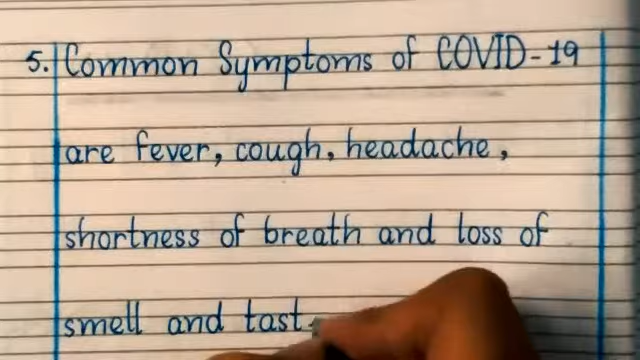 5. Common Symptoms of COVID-19
are fever, cough, headache,
shortness of breath and loss of
smell and tast